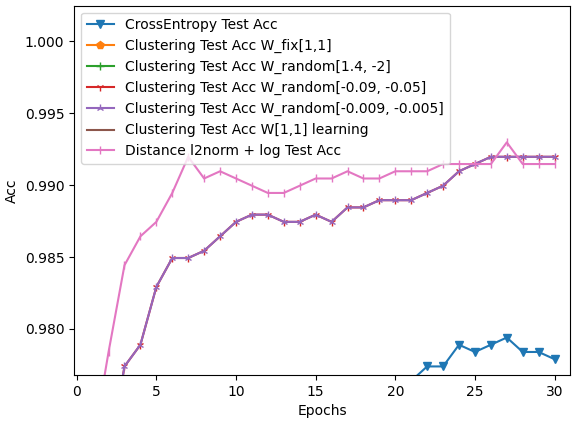 CrossEntropy Test Acc
Clustering Test Acc W_fix[1,1]
Clustering Test Acc W_random[1.4, -2]
Clustering Test Acc W_random[-0.09, -0.05]
Clustering Test Acc W_random[-0.009, -0.005]
Clustering Test Acc W[1,1] learning
Distance l2norm + log Test Acc
1.000
0.995
0.990
0.985
0.980
Acc
0 5 10 15 20 25 30
Epochs